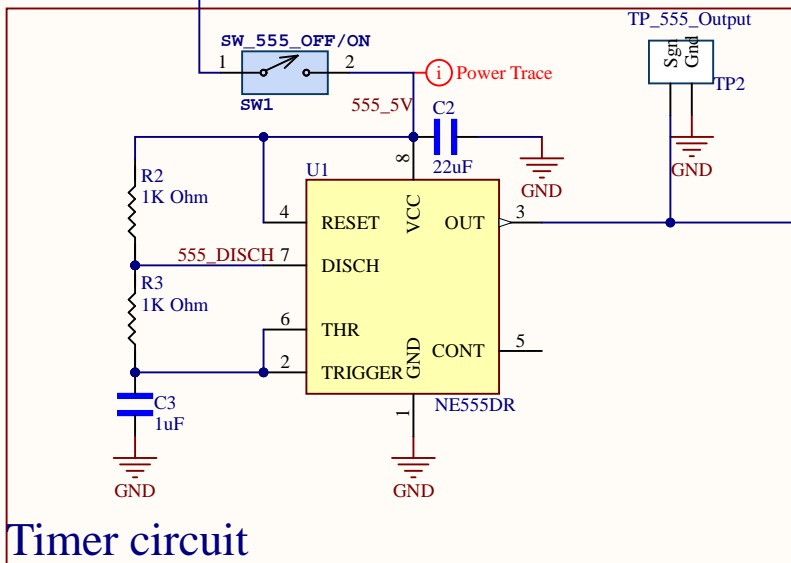 TP_555_Output
SW_555_OFF/ON
1
2
SW1
i
Power Trace
Sgn
Gnd
TP2
555_5V
C2
22uF
GND
GND
R2
1K Ohm
U1
8
VCC
4
RESET
OUT
3
555_DISCH
7
DISCH
R3
1K Ohm
6
THR
2
TRIGGER
GND
CONT
5
1
NE555DR
C3
1uF
GND
GND
Timer circuit